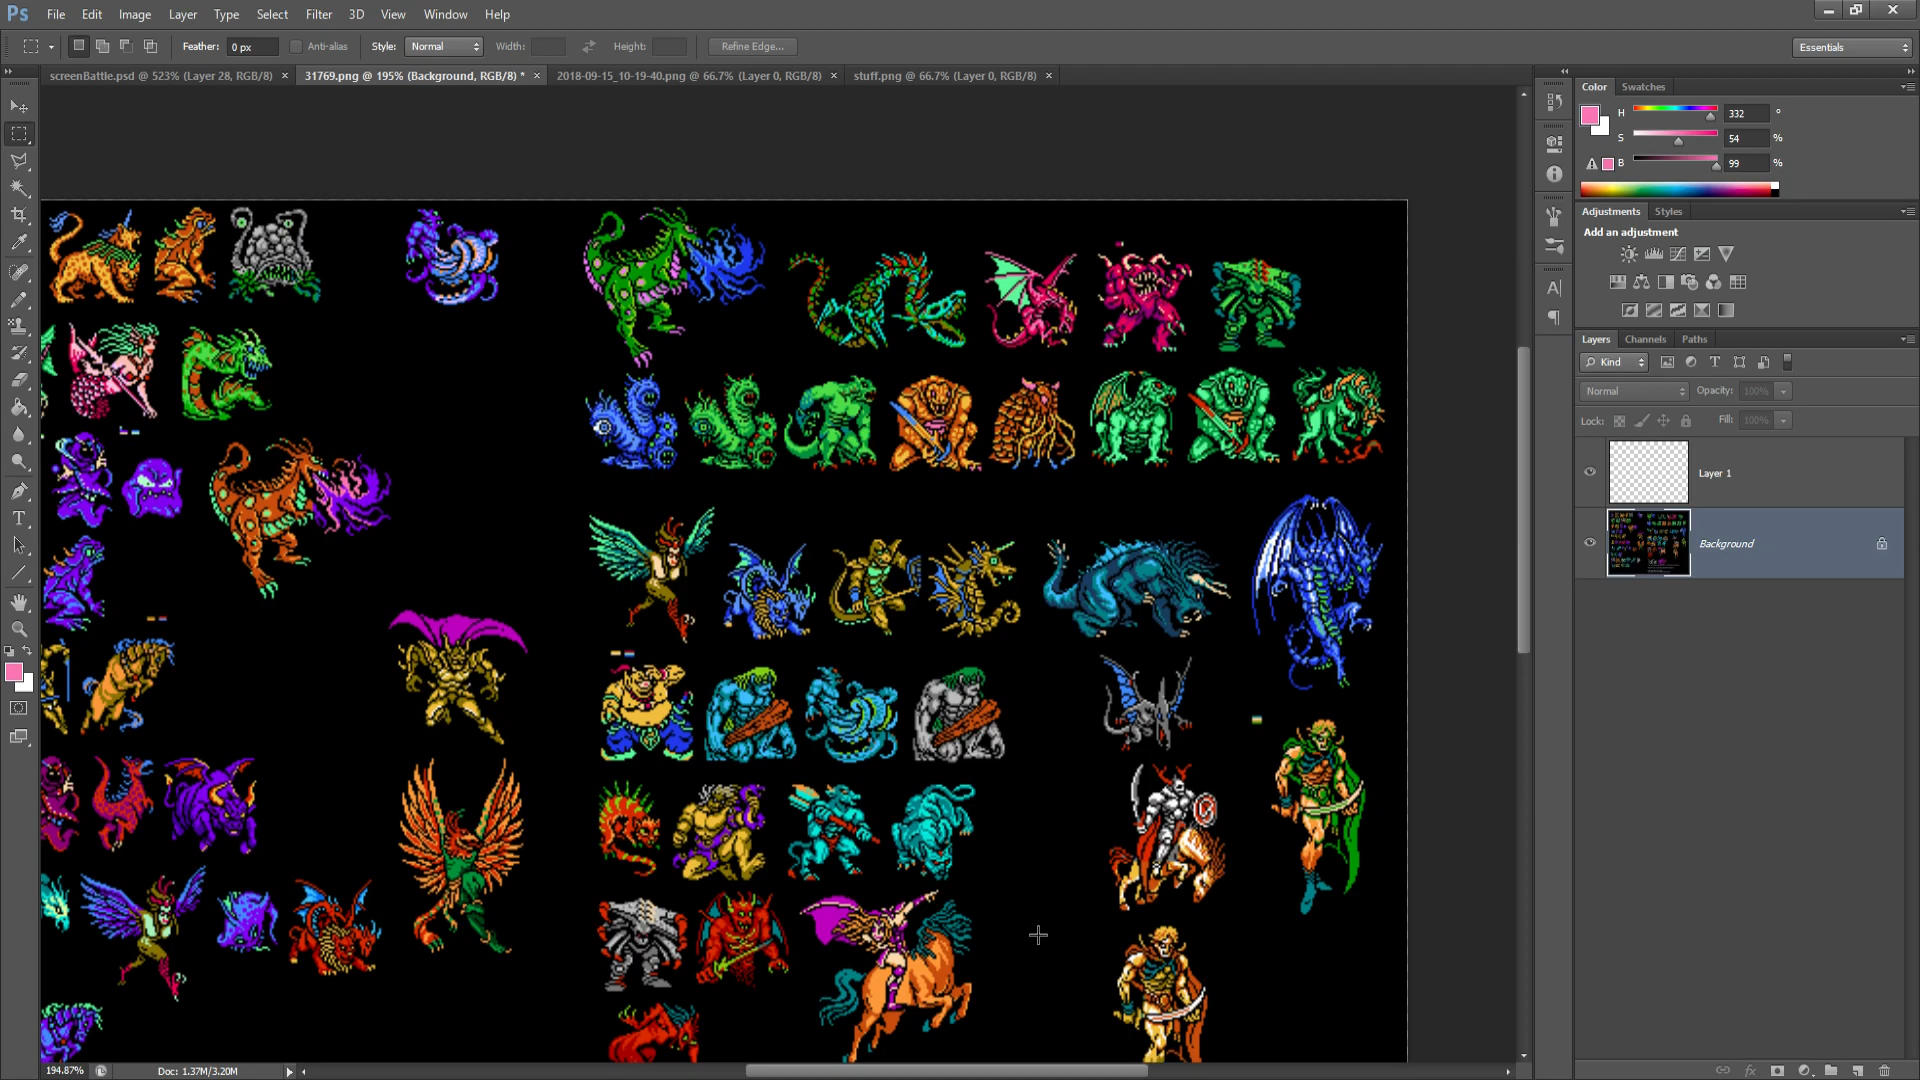 Ps File Edit Image Layer Type Select Filter 3D View Window Help
Feather: 0 px Anti-alias Style: Normal Width: Height: Refine Edge... Essentials
screenBattle.psd @ 523% (Layer 28, RGB/8) × 31769.png @ 195% (Background, RGB/8) * × 2018-09-15_10-19-40.png @ 66.7% (Layer 0, RGB/8) × stuff.png @ 66.7% (Layer 0, RGB/8) ×
Color Swatches
H 332 °
S 54 %
B 99 %
Adjustments Styles
Add an adjustment
Layers Channels Paths
Kind
Normal Opacity: 100%
Lock: Fill: 100%
Layer 1
Background
194.87% Doc: 1.37M/3.20M